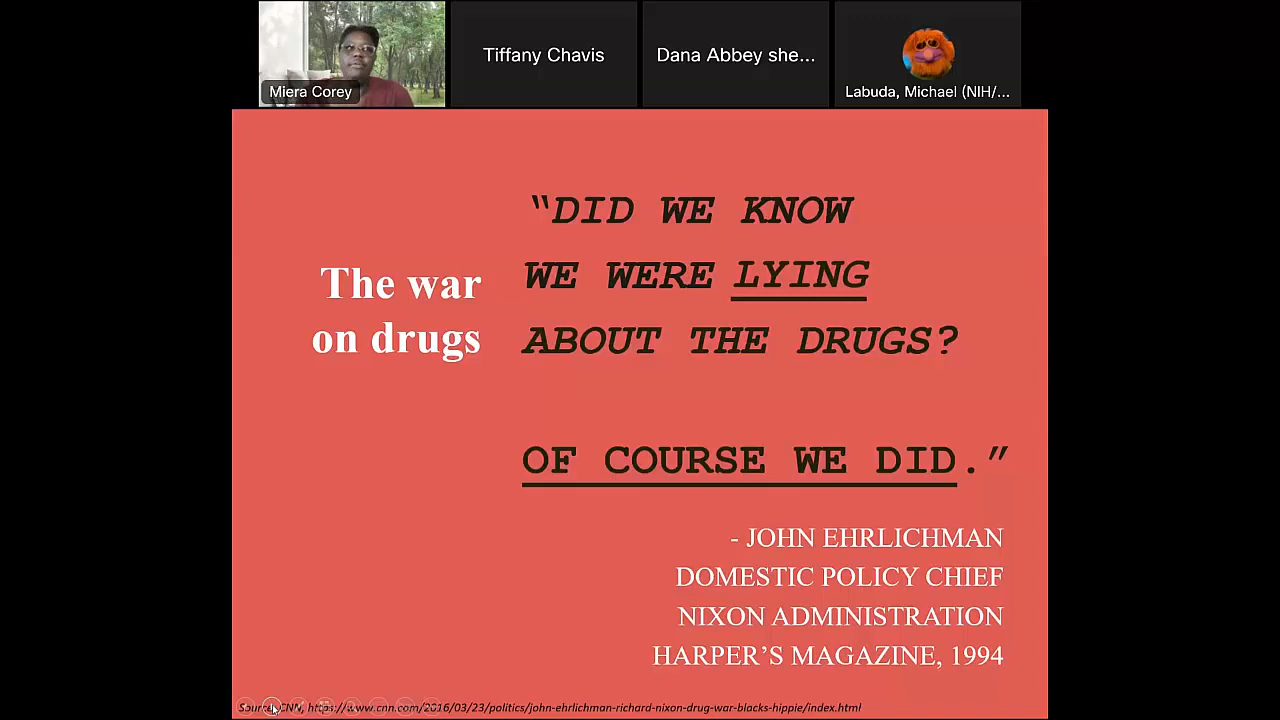 Miera Corey
Tiffany Chavis
Dana Abbey she...
Labuda, Michael (NIH/...
The war
on drugs
“DID WE KNOW
WE WERE LYING
ABOUT THE DRUGS?
OF COURSE WE DID.”
- JOHN EHRLICHMAN
DOMESTIC POLICY CHIEF
NIXON ADMINISTRATION
HARPER’S MAGAZINE, 1994
Source: CNN, https://www.cnn.com/2016/03/23/politics/john-ehrlichman-richard-nixon-drug-war-blacks-hippie/index.html